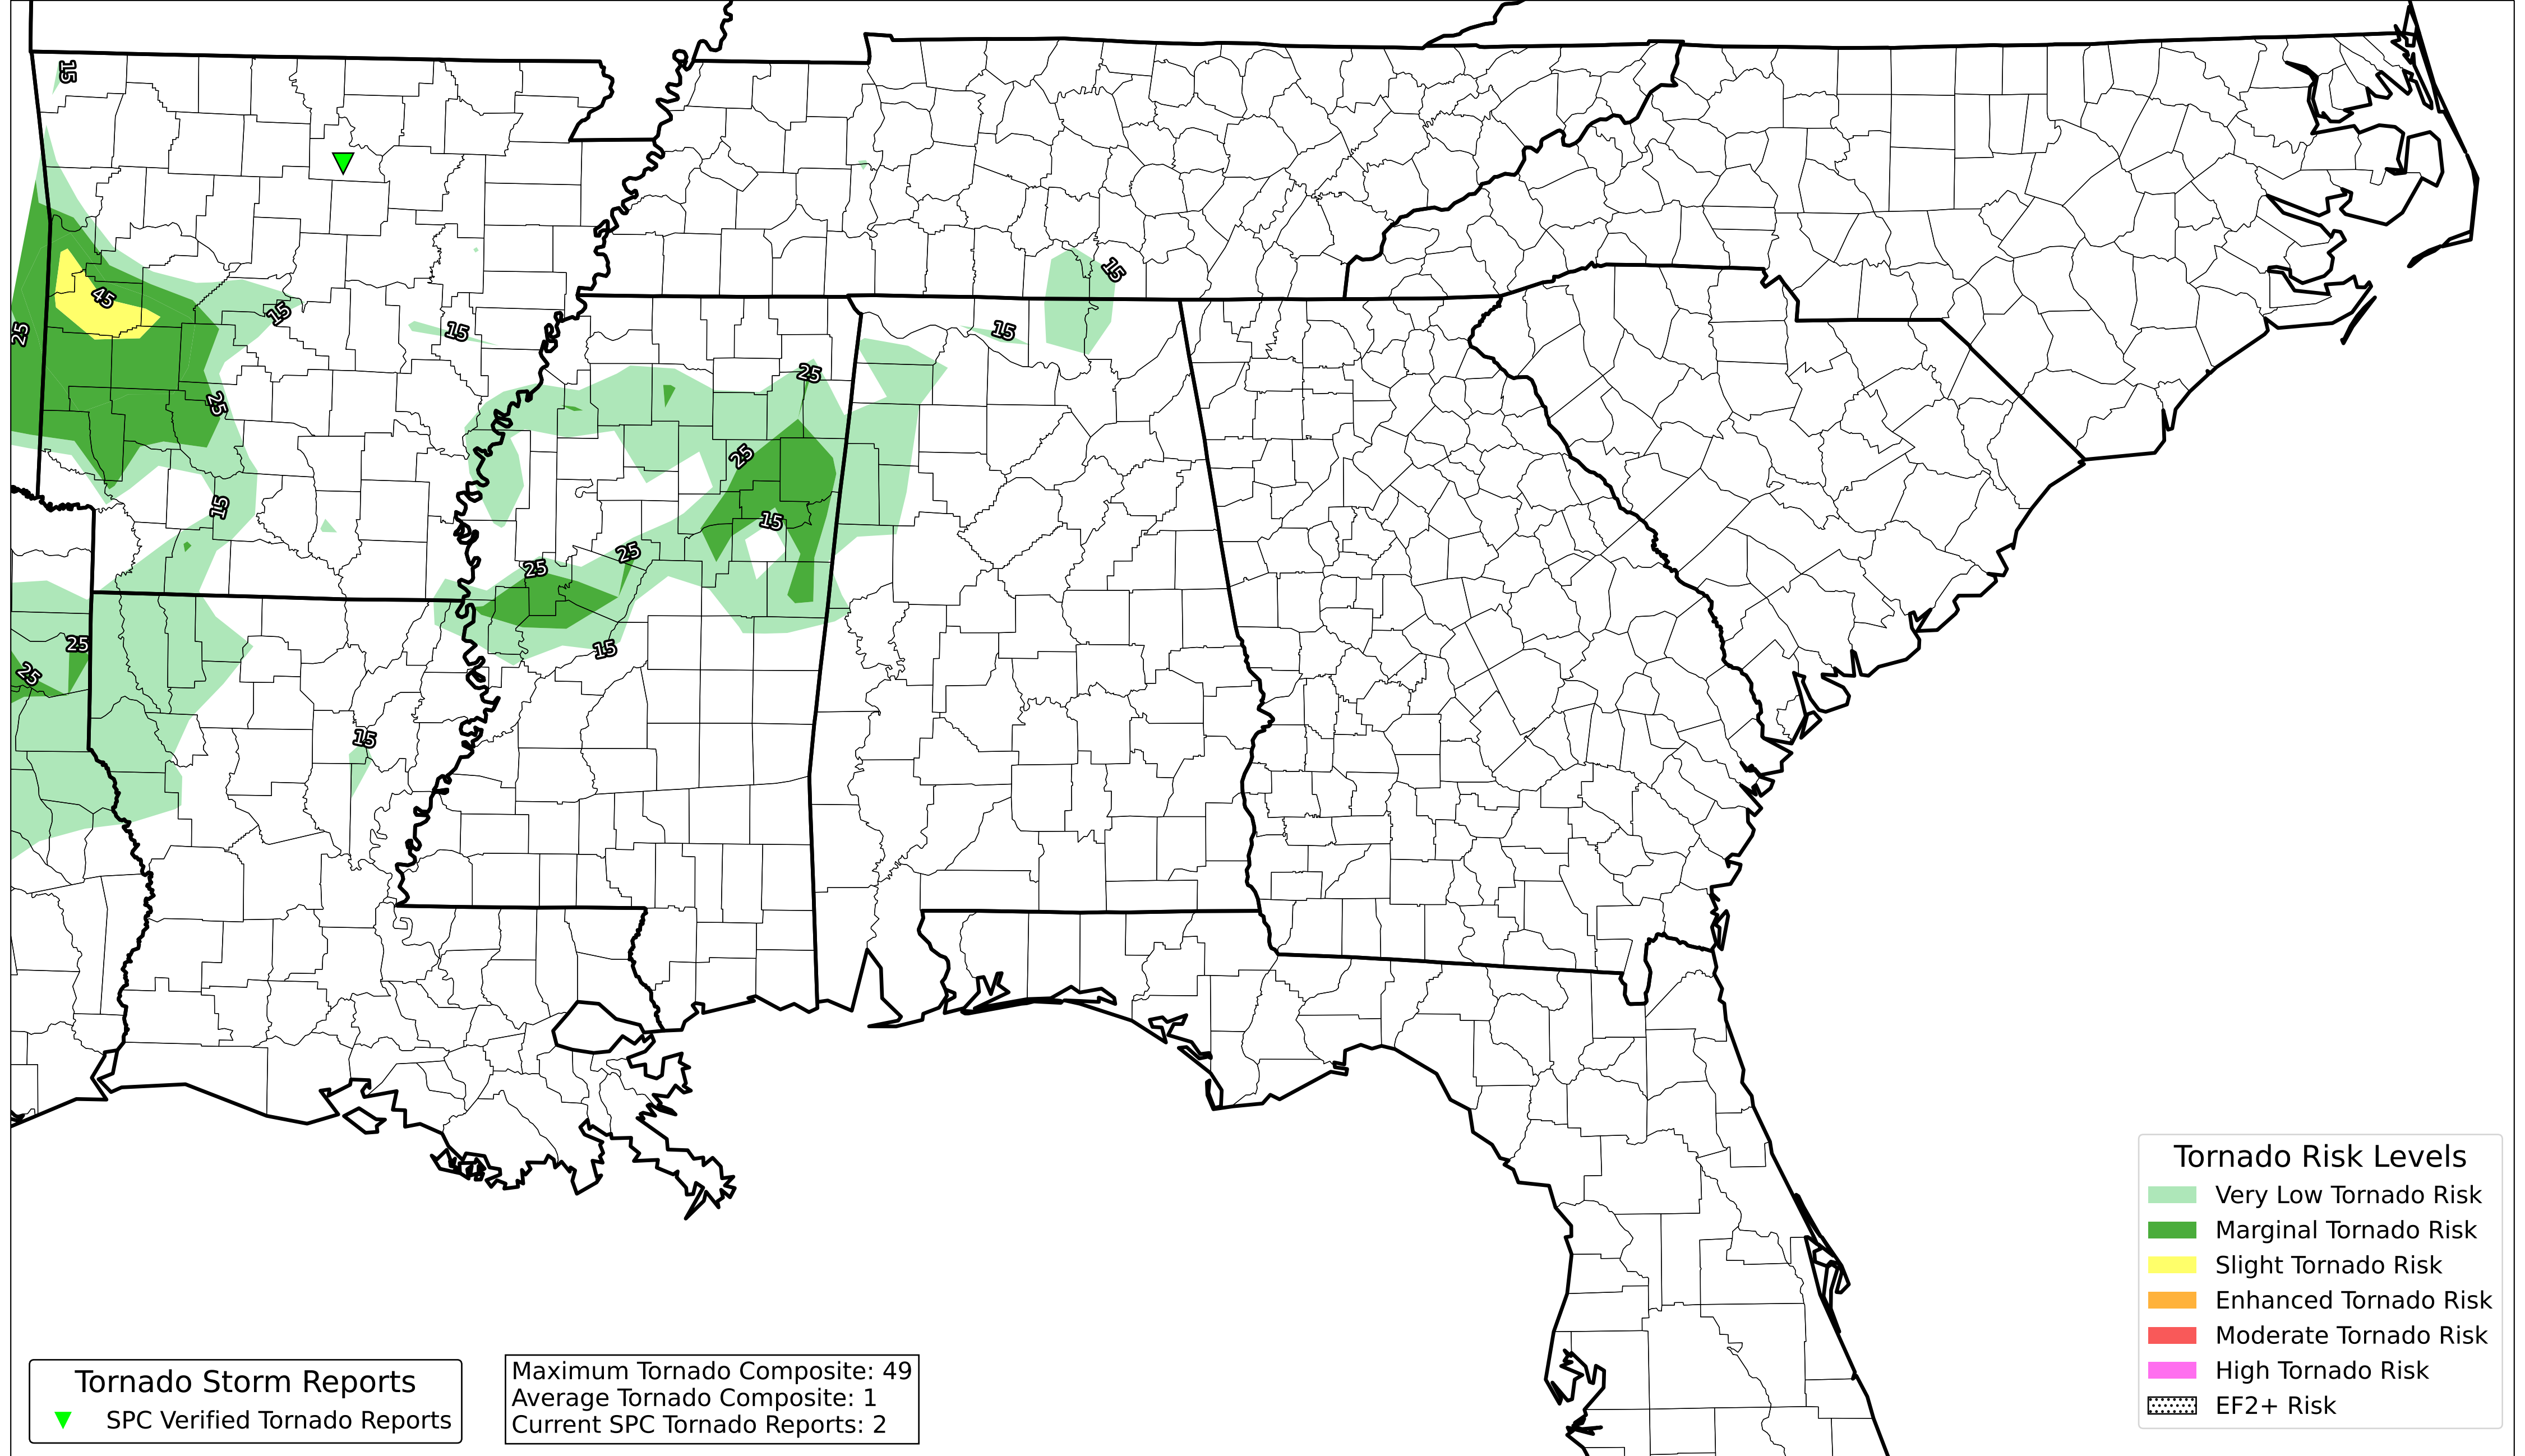 15
15
45
15
25
15
15
25
25
25
15
15
25
25
25
15
25
15
Tornado Risk Levels
Very Low Tornado Risk
Marginal Tornado Risk
Slight Tornado Risk
Enhanced Tornado Risk
Moderate Tornado Risk
High Tornado Risk
EF2+ Risk
Tornado Storm Reports
SPC Verified Tornado Reports
Maximum Tornado Composite: 49
Average Tornado Composite: 1
Current SPC Tornado Reports: 2